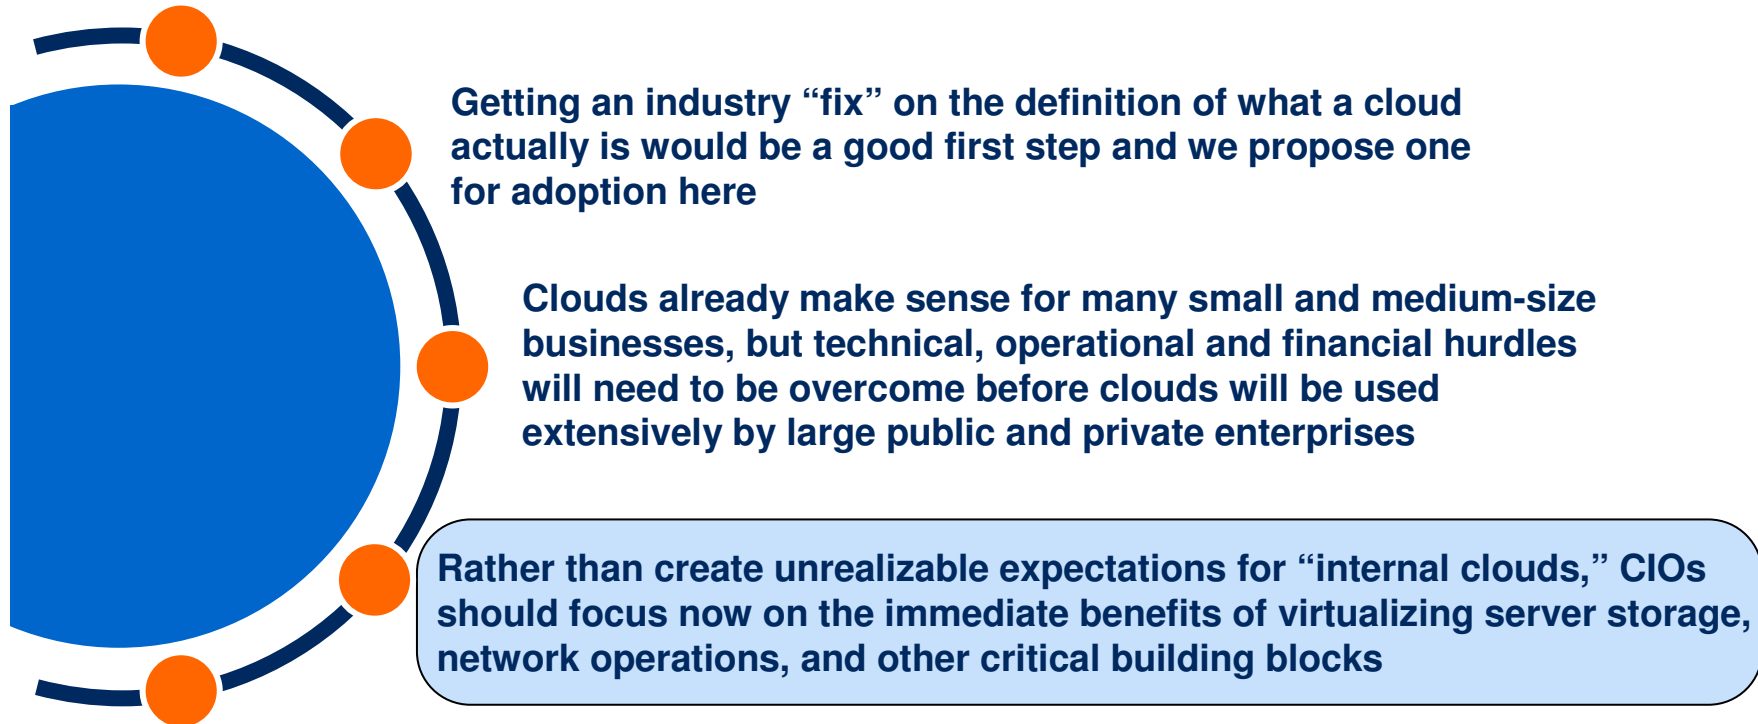 Getting an industry “fix” on the definition of what a cloud
actually is would be a good first step and we propose one
for adoption here
Clouds already make sense for many small and medium-size
businesses, but technical, operational and financial hurdles
will need to be overcome before clouds will be used
extensively by large public and private enterprises
Rather than create unrealizable expectations for “internal clouds,” CIOs
should focus now on the immediate benefits of virtualizing server storage,
network operations, and other critical building blocks